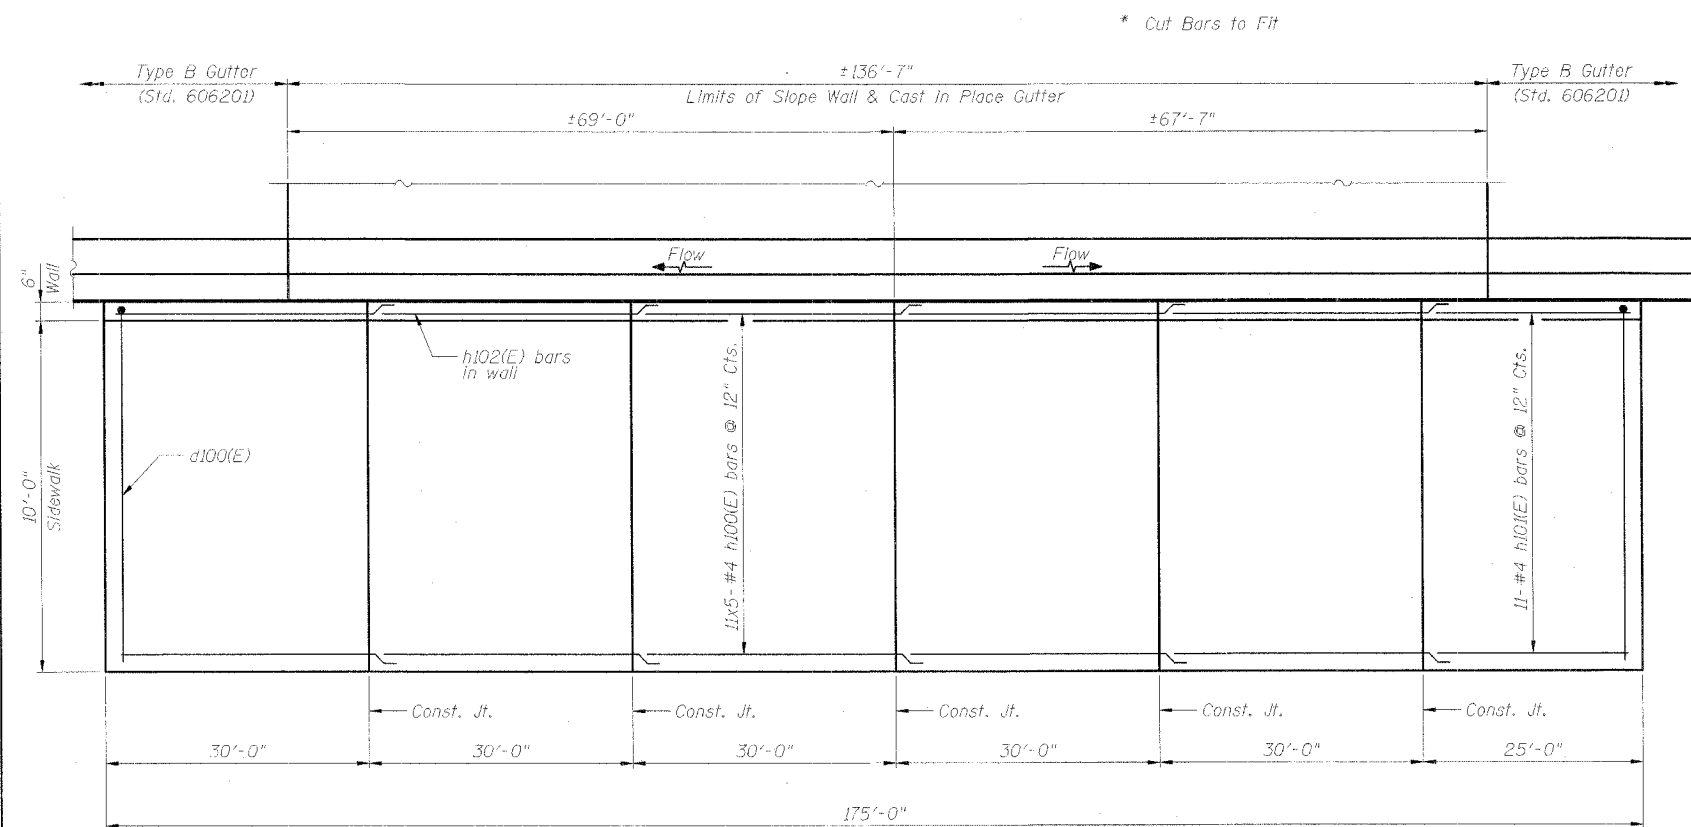 * Cut Bars to Fit
Type B Gutter
(Std. 606201)
±136'-7"
Limits of Slope Wall & Cast in Place Gutter
Type B Gutter
(Std. 606201)
±69'-0"
±67'-7"
Flow
Flow
6"
Wall
h102(E) bars
in wall
d100(E)
10'-0"
Sidewalk
11x5-#4 h100(E) bars @ 12" Cts.
11-#4 h101(E) bars @ 12" Cts.
Const. Jt.
Const. Jt.
Const. Jt.
Const. Jt.
Const. Jt.
30'-0"
30'-0"
30'-0"
30'-0"
30'-0"
25'-0"
175'-0"